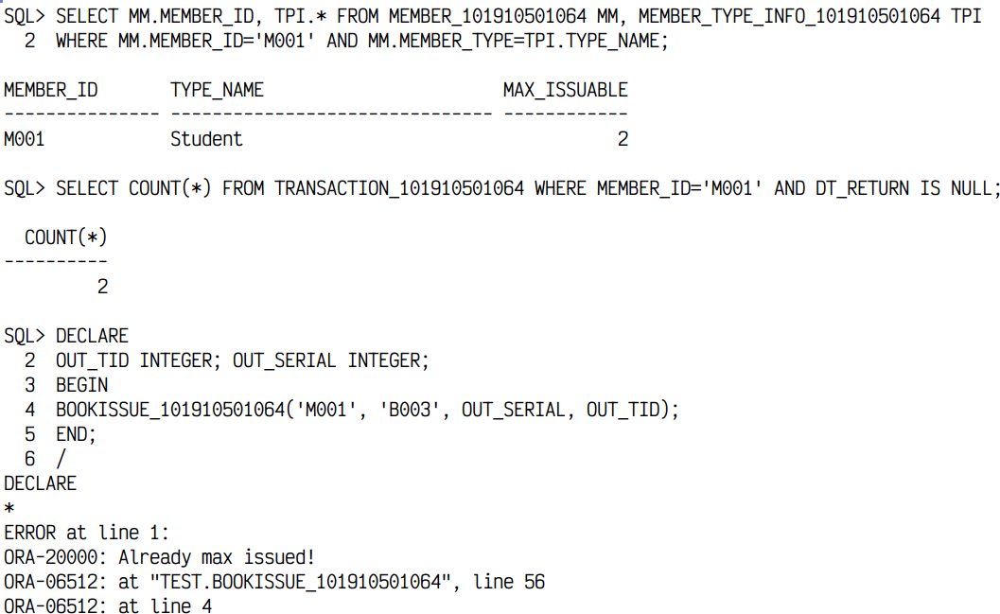 SQL> SELECT MM.MEMBER_ID, TPI.* FROM MEMBER_101910501064 MM, MEMBER_TYPE_INFO_101910501064 TPI
  2  WHERE MM.MEMBER_ID='M001' AND MM.MEMBER_TYPE=TPI.TYPE_NAME;

MEMBER_ID       TYPE_NAME                       MAX_ISSUABLE
--------------- ------------------------------- ------------
M001            Student                                    2

SQL> SELECT COUNT(*) FROM TRANSACTION_101910501064 WHERE MEMBER_ID='M001' AND DT_RETURN IS NULL;

  COUNT(*)
----------
         2

SQL> DECLARE
  2  OUT_TID INTEGER; OUT_SERIAL INTEGER;
  3  BEGIN
  4  BOOKISSUE_101910501064('M001', 'B003', OUT_SERIAL, OUT_TID);
  5  END;
  6  /
DECLARE
*
ERROR at line 1:
ORA-20000: Already max issued!
ORA-06512: at "TEST.BOOKISSUE_101910501064", line 56
ORA-06512: at line 4